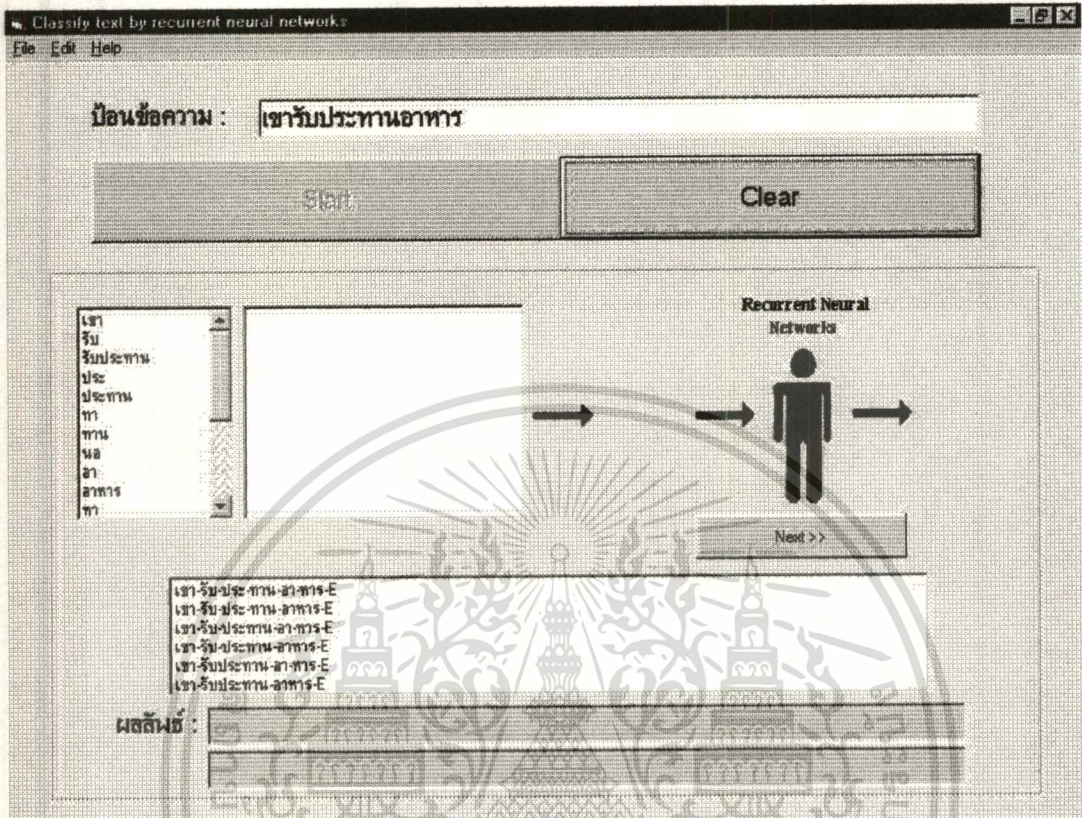 Classify text by recurrent neural networks
File Edit Help
ป้อนข้อความ : เขารับประทานอาหาร
Start
Clear
เขา
รับ
รับประทาน
ประ
ประทาน
ทา
ทาน
นอ
อา
อาหาร
หา
Recurrent Neural
Networks
Next >>
เขา-รับ-ประ-ทาน-อา-หาร-E
เขา-รับ-ประ-ทาน-อาหาร-E
เขา-รับ-ประทาน-อา-หาร-E
เขา-รับ-ประทาน-อาหาร-E
เขา-รับประทาน-อา-หาร-E
เขา-รับประทาน-อาหาร-E
ผลลัพธ์ :